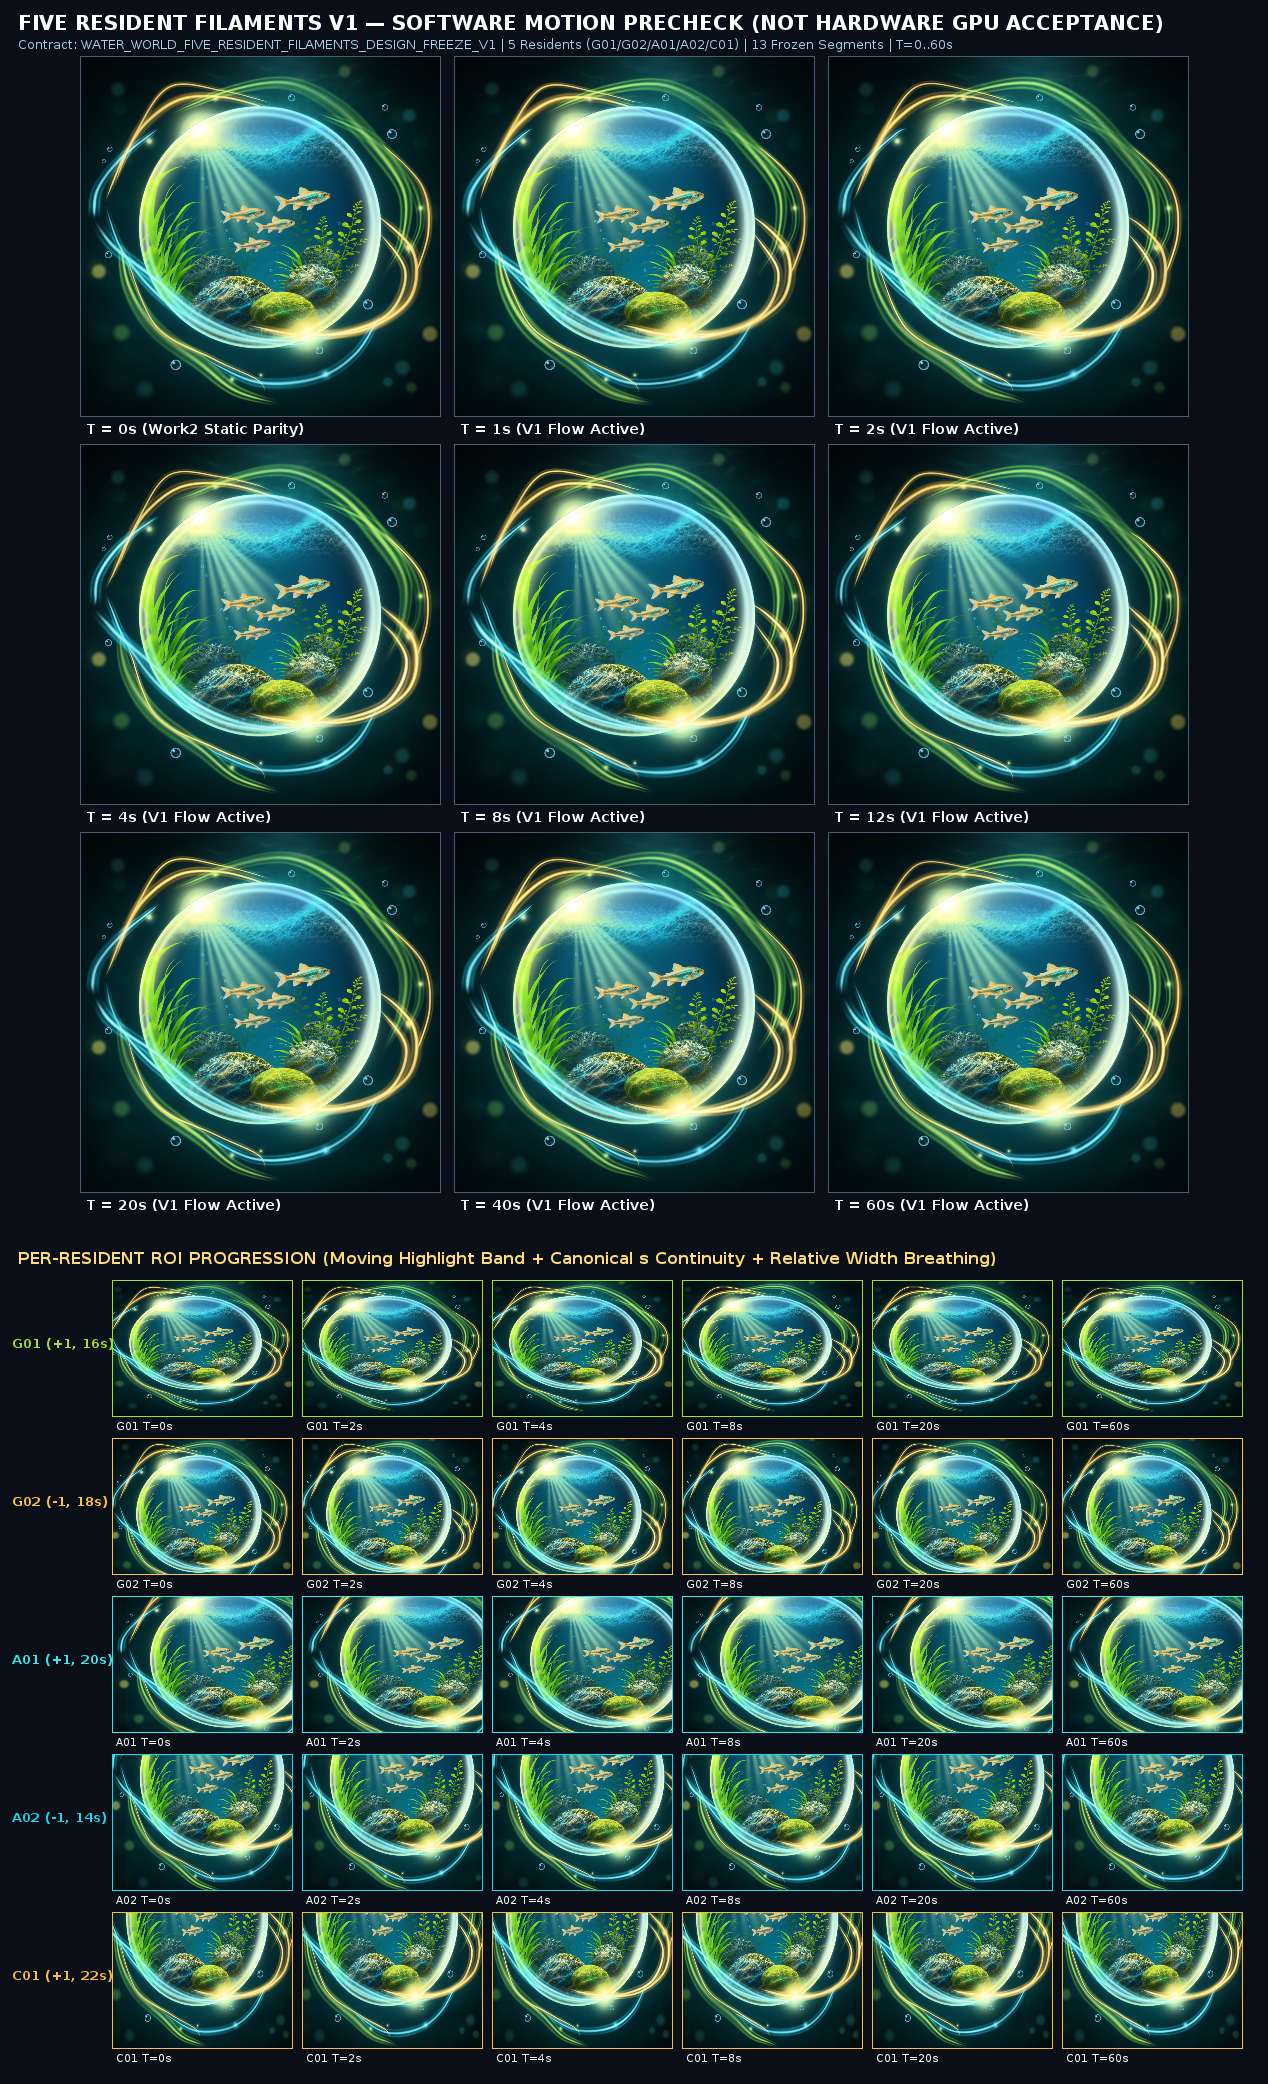 FIVE RESIDENT FILAMENTS V1 — SOFTWARE MOTION PRECHECK (NOT HARDWARE GPU ACCEPTANCE)
Contract: WATER_WORLD_FIVE_RESIDENT_FILAMENTS_DESIGN_FREEZE_V1 | 5 Residents (G01/G02/A01/A02/C01) | 13 Frozen Segments | T=0..60s
T = 0s (Work2 Static Parity)
T = 1s (V1 Flow Active)
T = 2s (V1 Flow Active)
T = 4s (V1 Flow Active)
T = 8s (V1 Flow Active)
T = 12s (V1 Flow Active)
T = 20s (V1 Flow Active)
T = 40s (V1 Flow Active)
T = 60s (V1 Flow Active)
PER-RESIDENT ROI PROGRESSION (Moving Highlight Band + Canonical s Continuity + Relative Width Breathing)
G01 (+1, 16s)
G01 T=0s
G01 T=2s
G01 T=4s
G01 T=8s
G01 T=20s
G01 T=60s
G02 (-1, 18s)
G02 T=0s
G02 T=2s
G02 T=4s
G02 T=8s
G02 T=20s
G02 T=60s
A01 (+1, 20s)
A01 T=0s
A01 T=2s
A01 T=4s
A01 T=8s
A01 T=20s
A01 T=60s
A02 (-1, 14s)
A02 T=0s
A02 T=2s
A02 T=4s
A02 T=8s
A02 T=20s
A02 T=60s
C01 (+1, 22s)
C01 T=0s
C01 T=2s
C01 T=4s
C01 T=8s
C01 T=20s
C01 T=60s